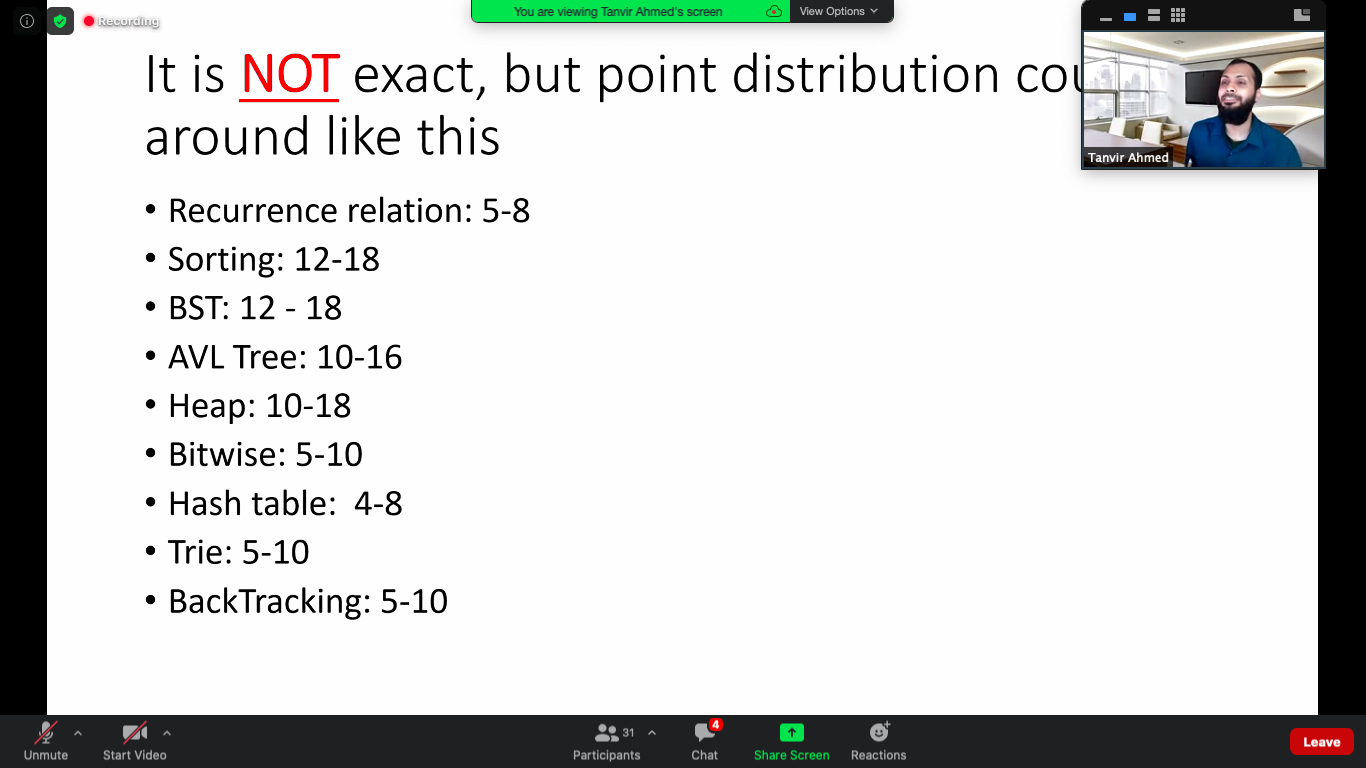 Recording
You are viewing Tanvir Ahmed's screen
View Options
It is NOT exact, but point distribution cou
around like this
Tanvir Ahmed
• Recurrence relation: 5-8
• Sorting: 12-18
• BST: 12 - 18
• AVL Tree: 10-16
• Heap: 10-18
• Bitwise: 5-10
• Hash table:  4-8
• Trie: 5-10
• BackTracking: 5-10
Unmute
Start Video
31
Participants
4
Chat
Share Screen
Reactions
Leave